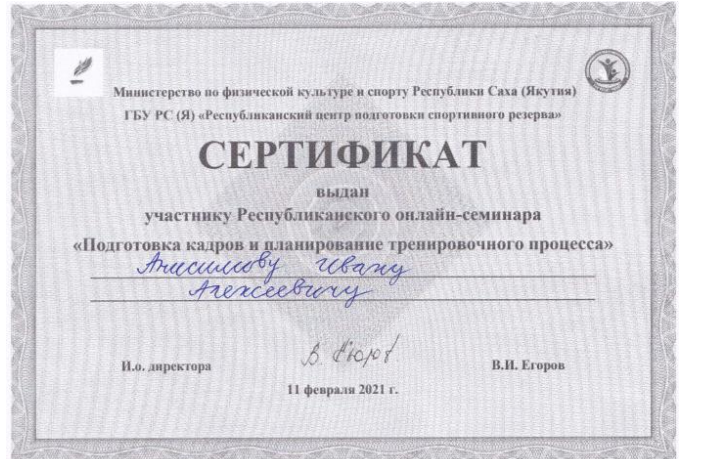 Министерство по физической культуре и спорту Республики Саха (Якутия)
ГБУ РС (Я) «Республиканский центр подготовки спортивного резерва»
СЕРТИФИКАТ
выдан
участнику Республиканского онлайн-семинара
«Подготовка кадров и планирование тренировочного процесса»
Анисимову Ивану
Алексеевичу
И.о. директора
В.И. Егоров
11 февраля 2021 г.